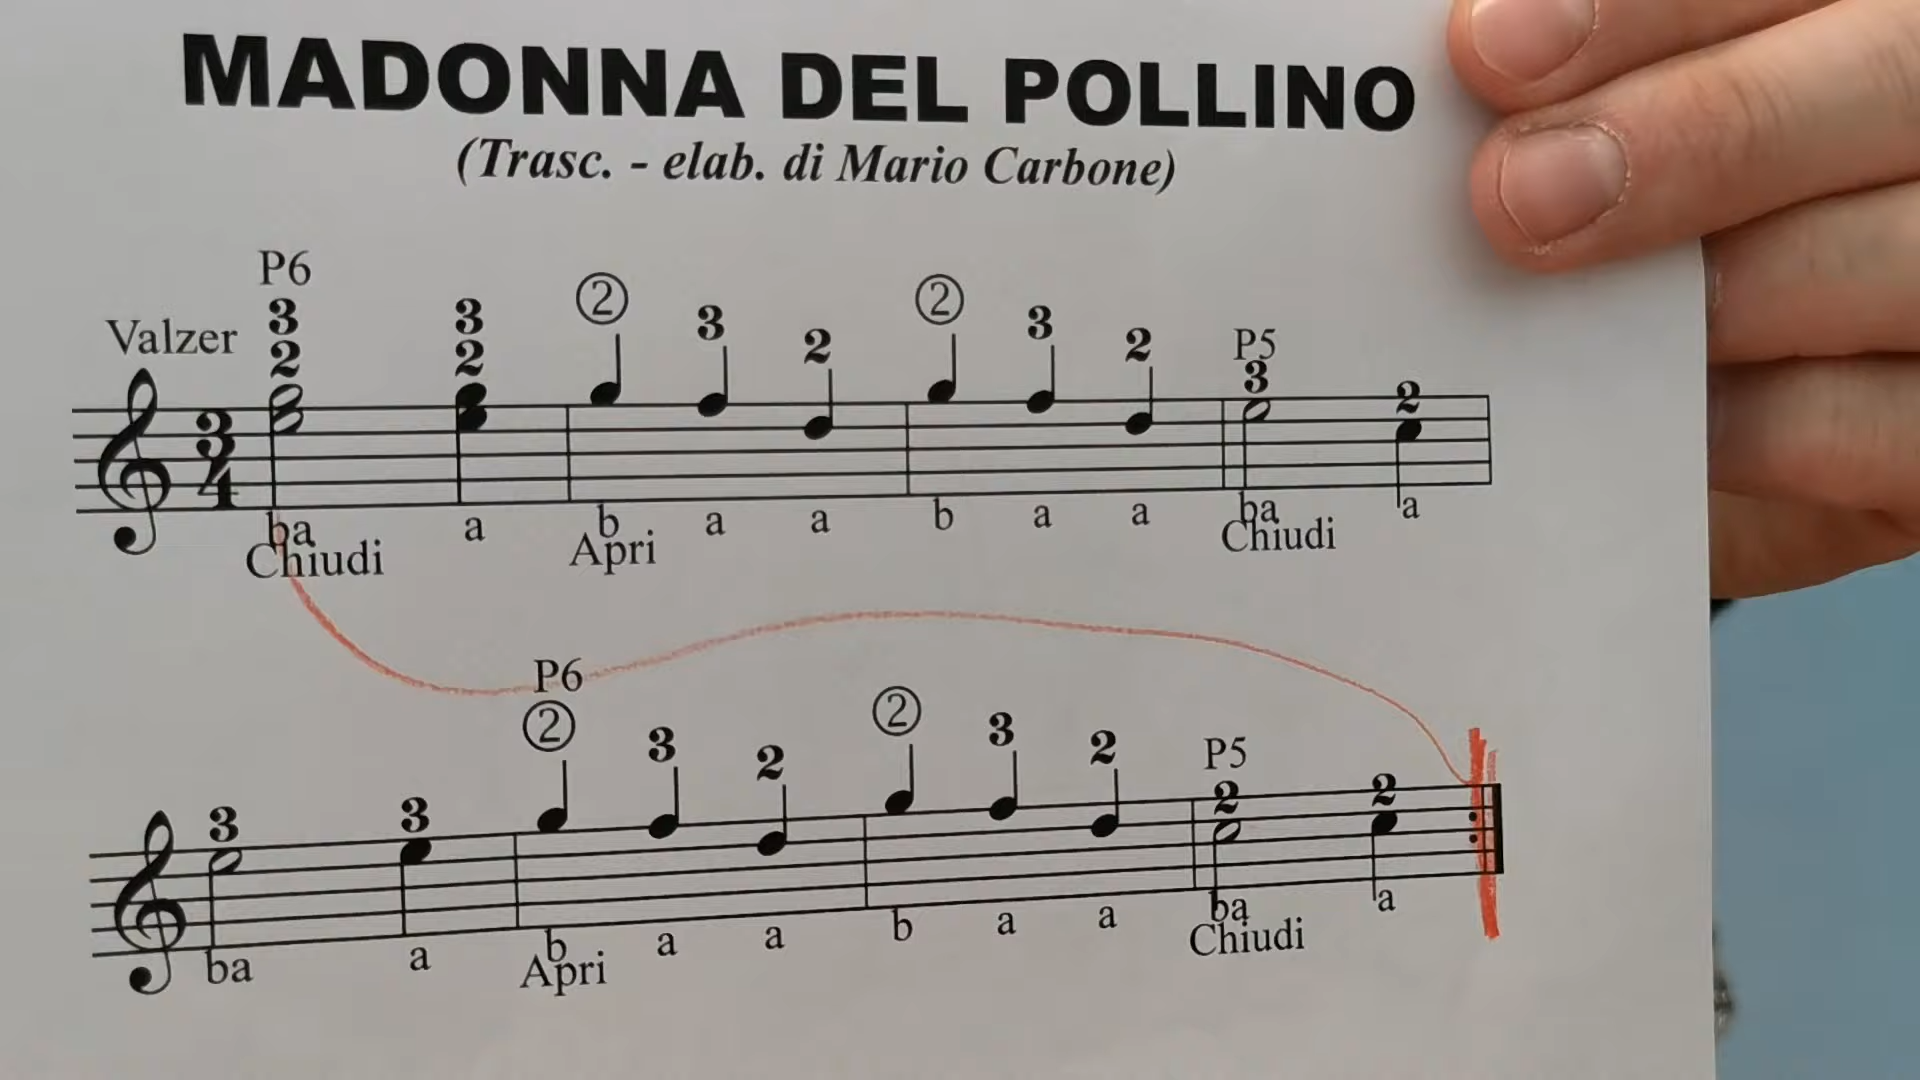 MADONNA DEL POLLINO
(Trasc. - elab. di Mario Carbone)
P6
Valzer
3 3 ② 3 2 ② 3 2 P5
2 2 3 2
3
4
ba a b a a b a a ba a
Chiudi Apri Chiudi
P6
3 3 ② 3 2 ② 3 2 P5
2 2
ba a b a a b a a ba a
Apri Chiudi